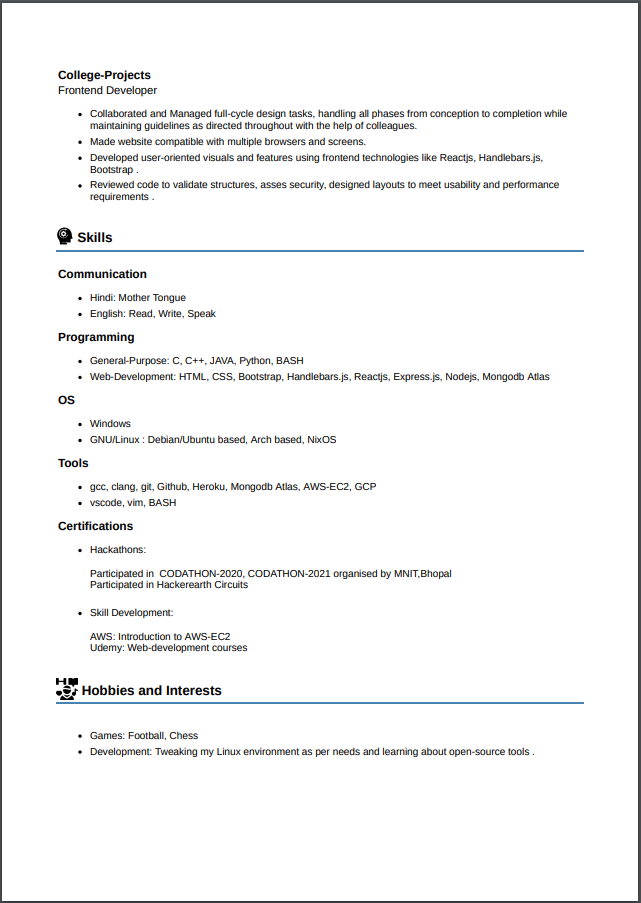 College-Projects
Frontend Developer
• Collaborated and Managed full-cycle design tasks, handling all phases from conception to completion while
maintaining guidelines as directed throughout with the help of colleagues.
• Made website compatible with multiple browsers and screens.
• Developed user-oriented visuals and features using frontend technologies like Reactjs, Handlebars.js,
Bootstrap .
• Reviewed code to validate structures, asses security, designed layouts to meet usability and performance
requirements .
Skills
Communication
• Hindi: Mother Tongue
• English: Read, Write, Speak
Programming
• General-Purpose: C, C++, JAVA, Python, BASH
• Web-Development: HTML, CSS, Bootstrap, Handlebars.js, Reactjs, Express.js, Nodejs, Mongodb Atlas
OS
• Windows
• GNU/Linux : Debian/Ubuntu based, Arch based, NixOS
Tools
• gcc, clang, git, Github, Heroku, Mongodb Atlas, AWS-EC2, GCP
• vscode, vim, BASH
Certifications
• Hackathons:
Participated in  CODATHON-2020, CODATHON-2021 organised by MNIT,Bhopal
Participated in Hackerearth Circuits
• Skill Development:
AWS: Introduction to AWS-EC2
Udemy: Web-development courses
Hobbies and Interests
• Games: Football, Chess
• Development: Tweaking my Linux environment as per needs and learning about open-source tools .